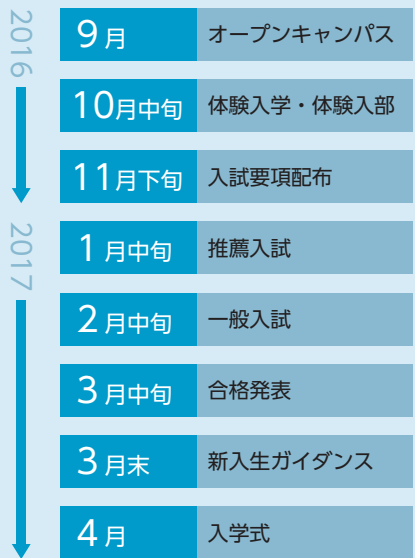 2016
9月 オープンキャンパス
10月中旬 体験入学・体験入部
11月下旬 入試要項配布
2017
1月中旬 推薦入試
2月中旬 一般入試
3月中旬 合格発表
3月末 新入生ガイダンス
4月 入学式